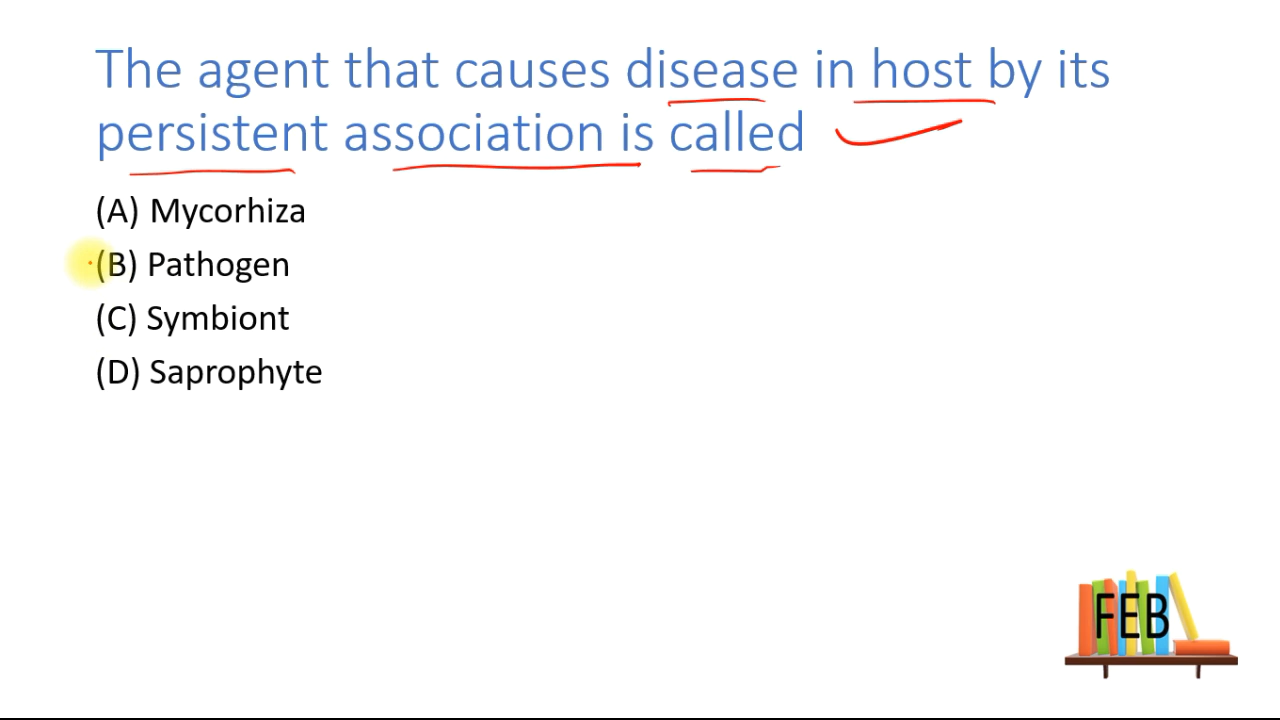 The agent that causes disease in host by its
persistent association is called
(A) Mycorhiza
(B) Pathogen
(C) Symbiont
(D) Saprophyte
FEB